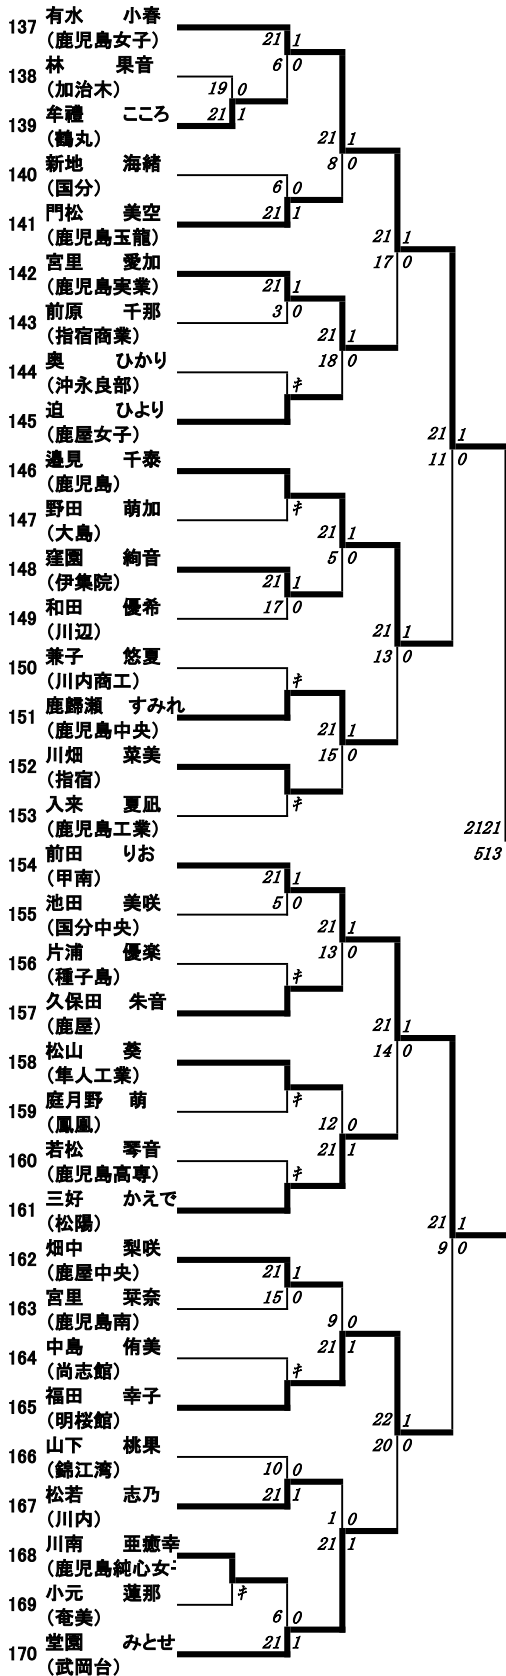 137 有水 小春
(鹿児島女子)
21 1
6 0
138 林 果音
(加治木)
19 0
21 1
139 牟禮 こころ
(鶴丸)
21 1
8 0
140 新地 海緒
(国分)
6 0
21 1
141 門松 美空
(鹿児島玉龍)
21 1
17 0
142 宮里 愛加
(鹿児島実業)
21 1
3 0
143 前原 千那
(指宿商業)
21 1
18 0
144 奥 ひかり
(沖永良部)
キ
145 迫 ひより
(鹿屋女子)
21 1
11 0
146 邉見 千泰
(鹿児島)
キ
147 野田 萌加
(大島)
21 1
5 0
148 窪園 絢音
(伊集院)
21 1
17 0
149 和田 優希
(川辺)
21 1
13 0
150 兼子 悠夏
(川内商工)
キ
151 鹿歸瀬 すみれ
(鹿児島中央)
21 1
15 0
152 川畑 菜美
(指宿)
キ
153 入来 夏凪
(鹿児島工業)
2121
513
154 前田 りお
(甲南)
21 1
5 0
155 池田 美咲
(国分中央)
21 1
13 0
156 片浦 優楽
(種子島)
キ
157 久保田 朱音
(鹿屋)
21 1
14 0
158 松山 葵
(隼人工業)
キ
159 庭月野 萌
(鳳凰)
12 0
21 1
160 若松 琴音
(鹿児島高専)
キ
161 三好 かえで
(松陽)
21 1
9 0
162 畑中 梨咲
(鹿屋中央)
21 1
15 0
163 宮里 栞奈
(鹿児島南)
9 0
21 1
164 中島 侑美
(尚志館)
キ
165 福田 幸子
(明桜館)
22 1
20 0
166 山下 桃果
(錦江湾)
10 0
21 1
167 松若 志乃
(川内)
1 0
21 1
168 川南 亜癒幸
(鹿児島純心女子
キ
169 小元 蓮那
(奄美)
6 0
21 1
170 堂園 みとせ
(武岡台)